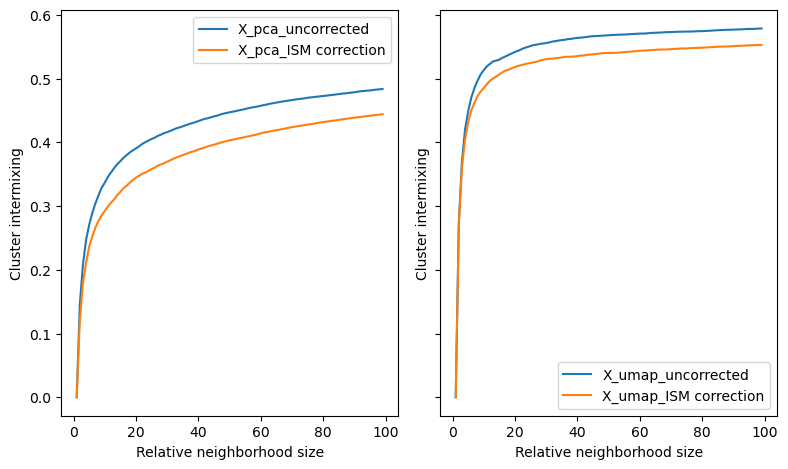 0.6
0.5
0.4
0.3
0.2
0.1
0.0
Cluster intermixing
X_pca_uncorrected
X_pca_ISM correction
0 20 40 60 80 100
Relative neighborhood size
Cluster intermixing
X_umap_uncorrected
X_umap_ISM correction
0 20 40 60 80 100
Relative neighborhood size